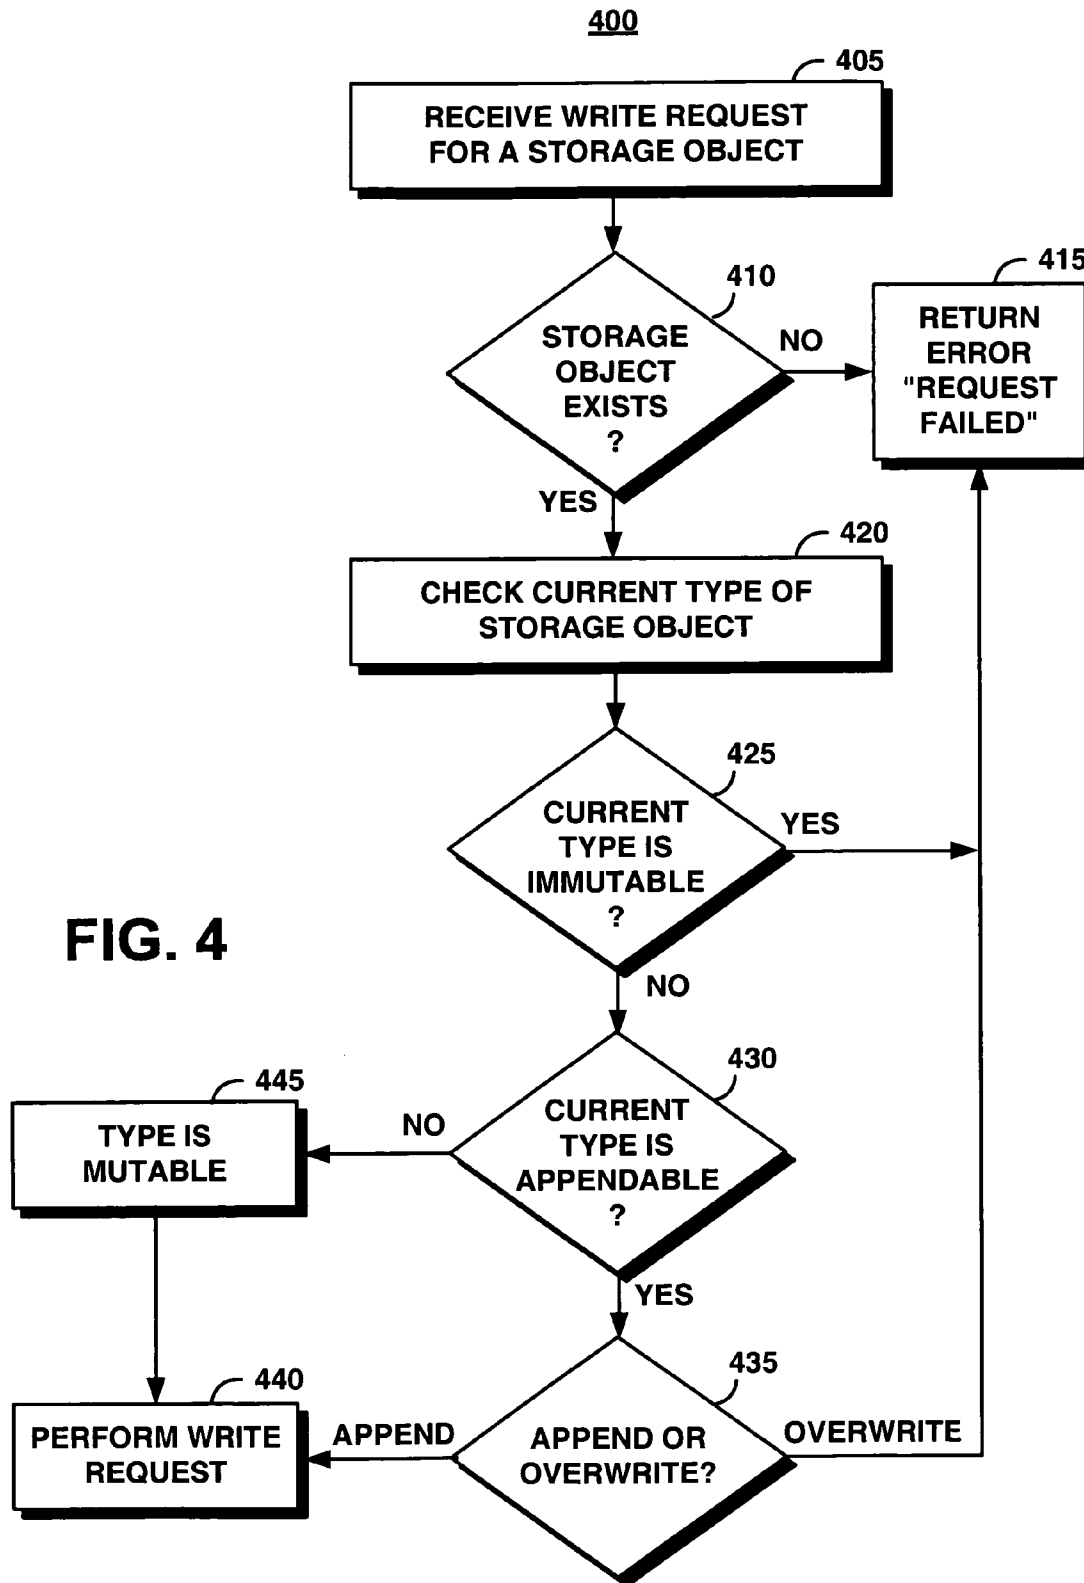 400
405
RECEIVE WRITE REQUEST
FOR A STORAGE OBJECT
410
STORAGE
OBJECT
EXISTS
?
NO
415
RETURN
ERROR
"REQUEST
FAILED"
YES
420
CHECK CURRENT TYPE OF
STORAGE OBJECT
425
CURRENT
TYPE IS
IMMUTABLE
?
YES
FIG. 4
NO
430
CURRENT
TYPE IS
APPENDABLE
?
NO
445
TYPE IS
MUTABLE
YES
435
APPEND OR
OVERWRITE?
OVERWRITE
APPEND
440
PERFORM WRITE
REQUEST